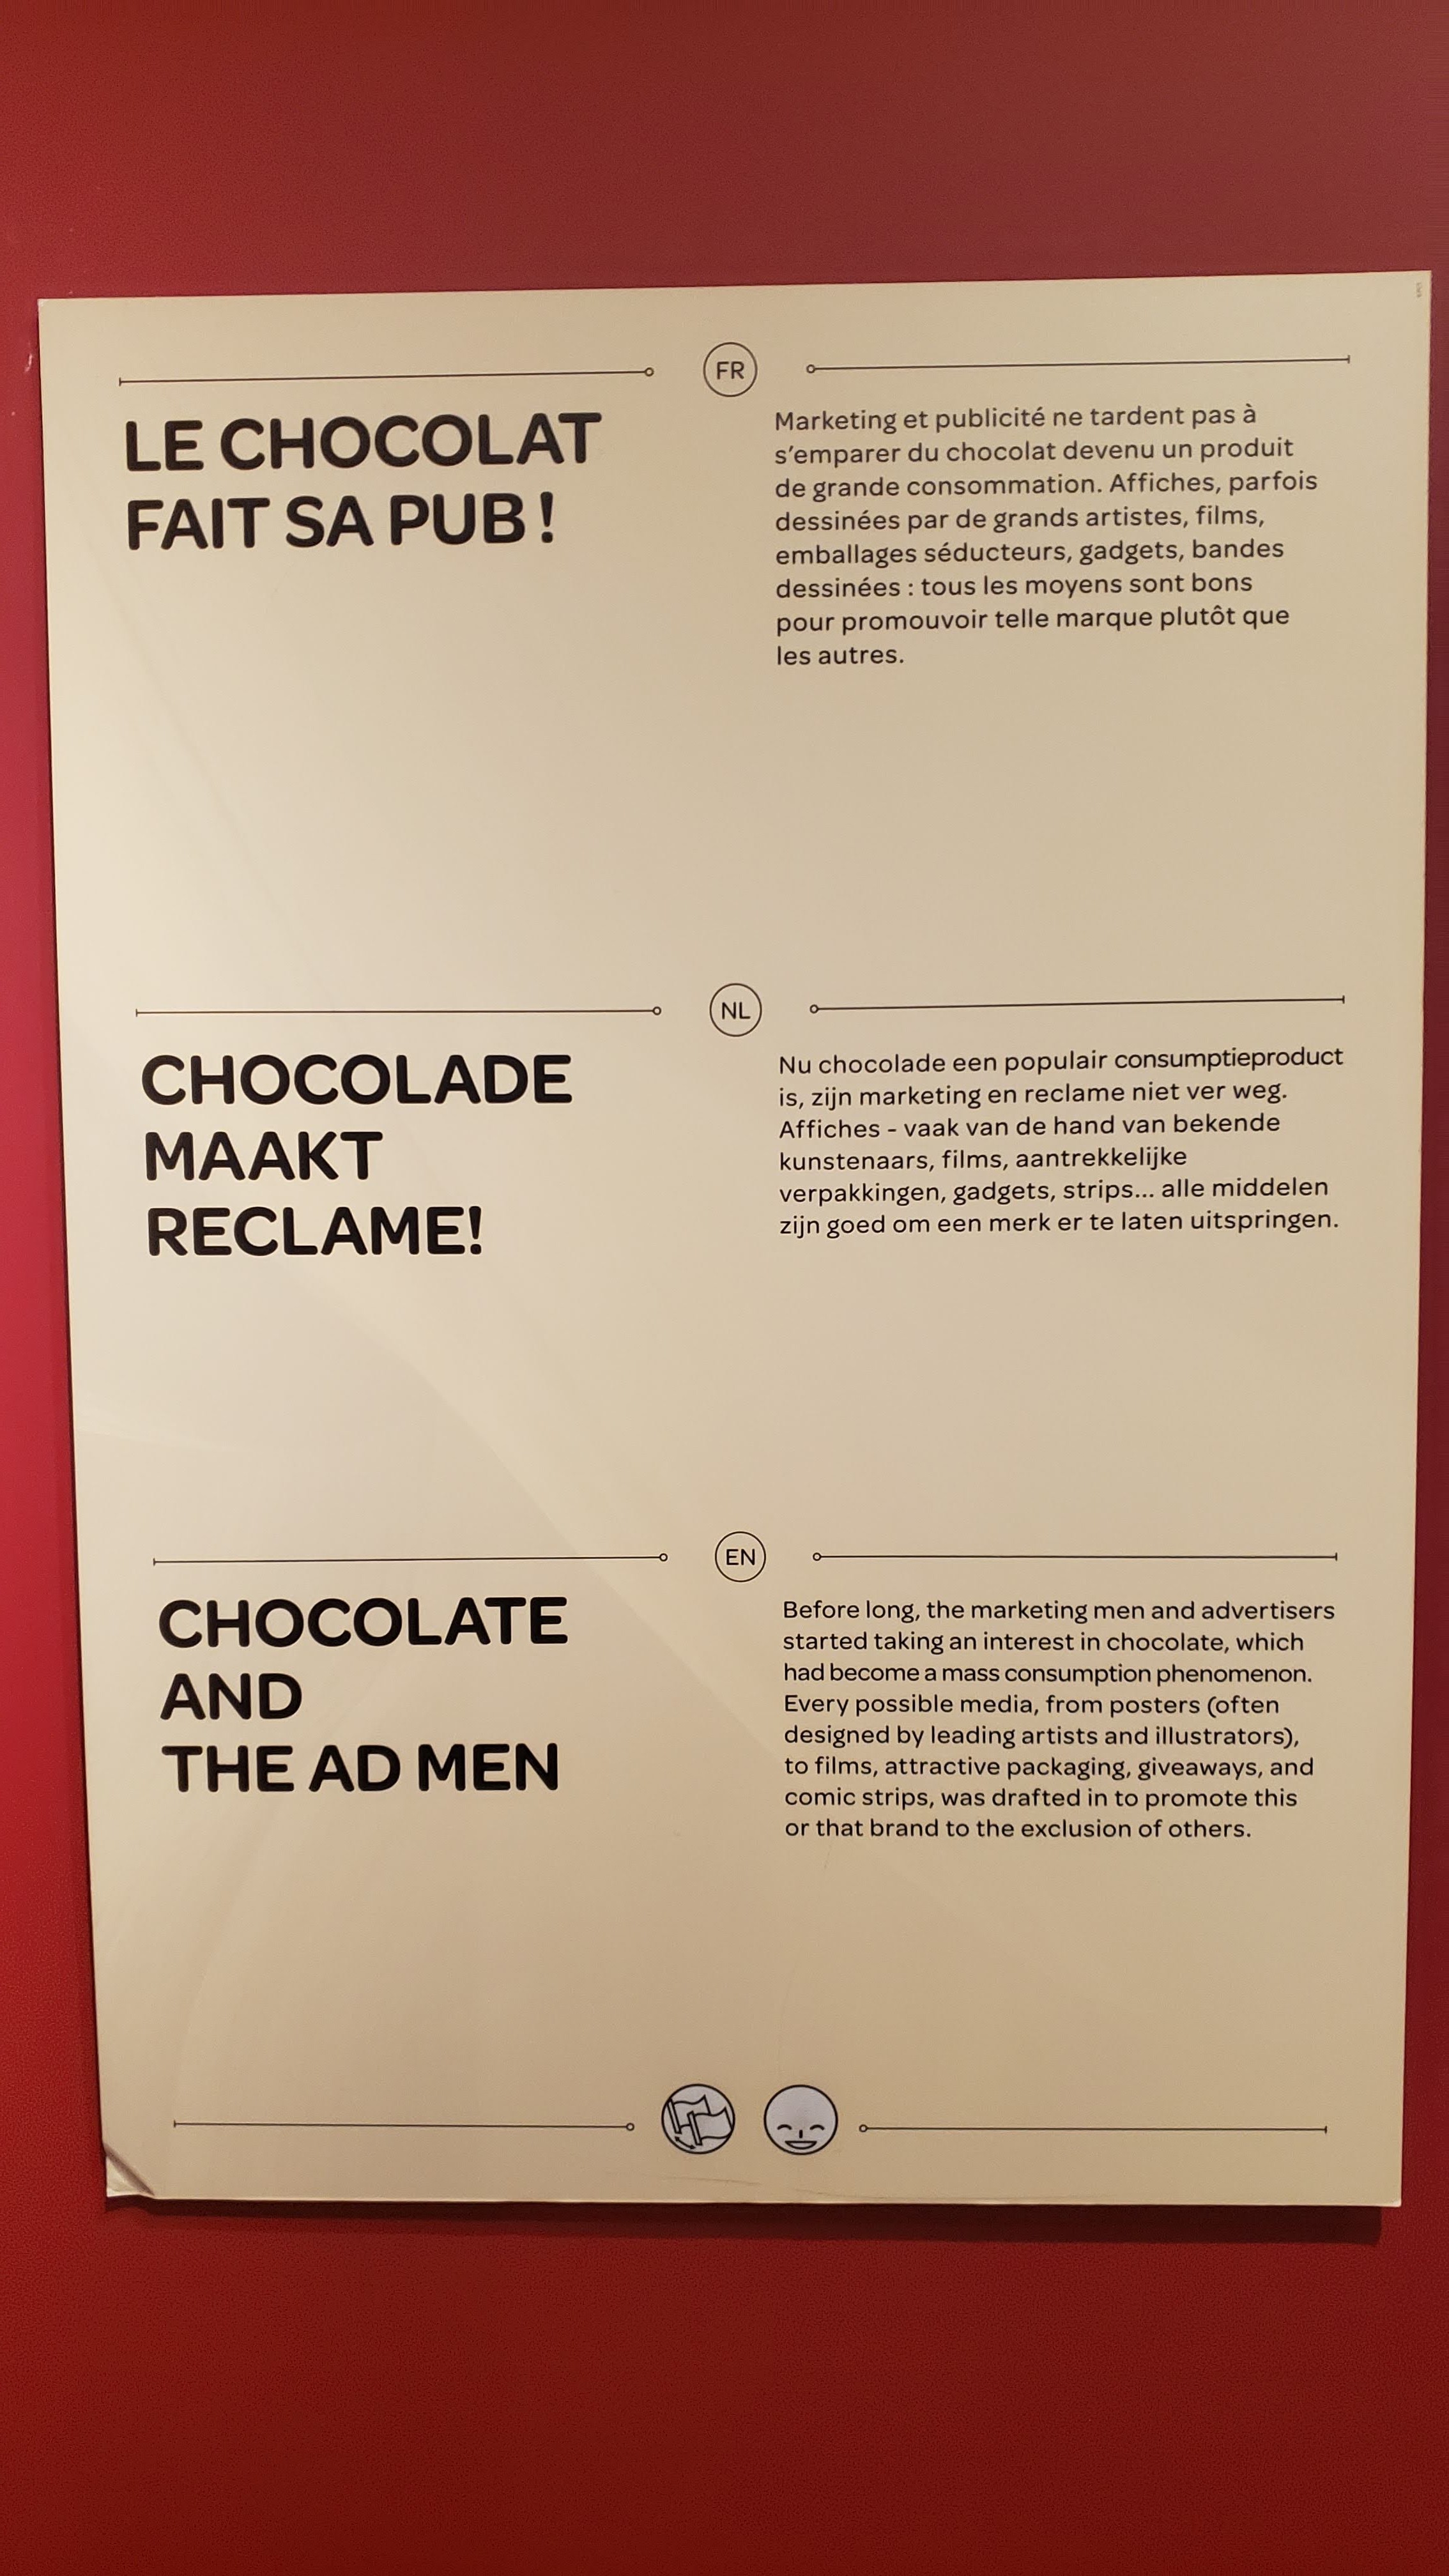 FR
LE CHOCOLAT
FAIT SA PUB !
Marketing et publicité ne tardent pas à
s'emparer du chocolat devenu un produit
de grande consommation. Affiches, parfois
dessinées par de grands artistes, films,
emballages séducteurs, gadgets, bandes
dessinées : tous les moyens sont bons
pour promouvoir telle marque plutôt que
les autres.
NL
CHOCOLADE
MAAKT
RECLAME!
Nu chocolade een populair consumptieproduct
is, zijn marketing en reclame niet ver weg.
Affiches - vaak van de hand van bekende
kunstenaars, films, aantrekkelijke
verpakkingen, gadgets, strips... alle middelen
zijn goed om een merk er te laten uitspringen.
EN
CHOCOLATE
AND
THE AD MEN
Before long, the marketing men and advertisers
started taking an interest in chocolate, which
had become a mass consumption phenomenon.
Every possible media, from posters (often
designed by leading artists and illustrators),
to films, attractive packaging, giveaways, and
comic strips, was drafted in to promote this
or that brand to the exclusion of others.